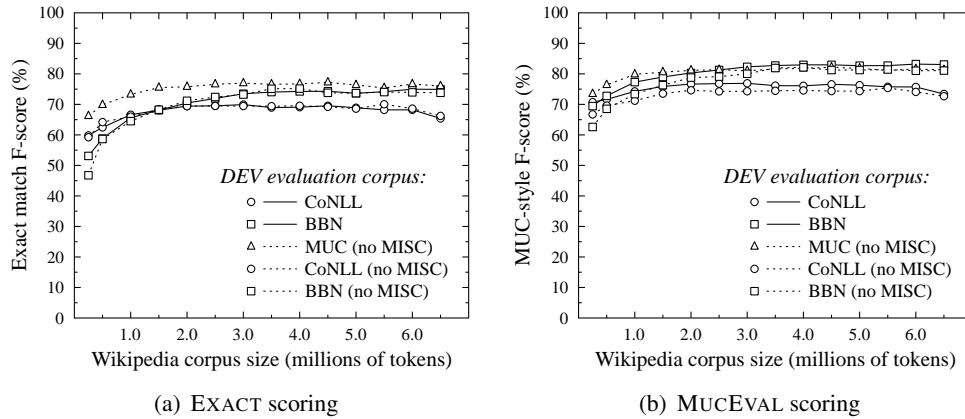 100
90
80
70
60
50
40
30
20
10
0
Exact match F-score (%)
DEV evaluation corpus:
CoNLL
BBN
MUC (no MISC)
CoNLL (no MISC)
BBN (no MISC)
1.0 2.0 3.0 4.0 5.0 6.0
Wikipedia corpus size (millions of tokens)
(a) EXACT scoring
100
90
80
70
60
50
40
30
20
10
0
MUC-style F-score (%)
DEV evaluation corpus:
CoNLL
BBN
MUC (no MISC)
CoNLL (no MISC)
BBN (no MISC)
1.0 2.0 3.0 4.0 5.0 6.0
Wikipedia corpus size (millions of tokens)
(b) MUCEVAL scoring